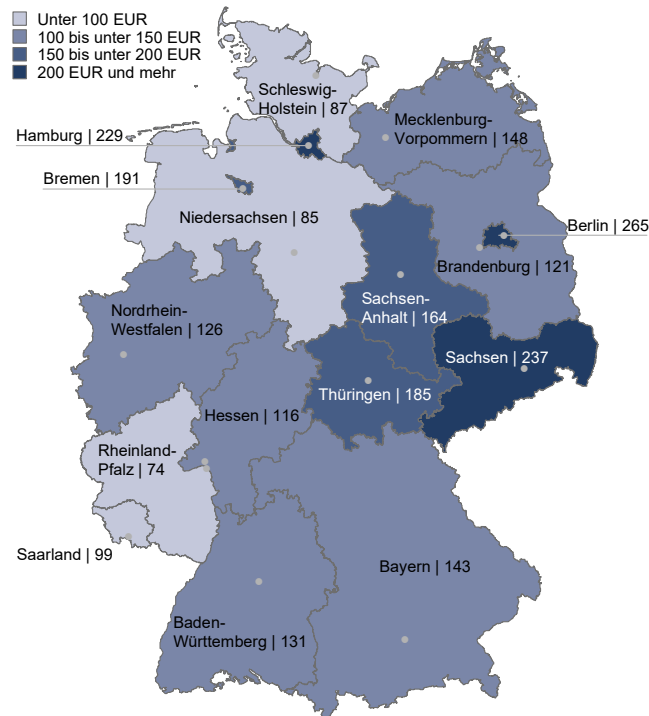 Unter 100 EUR
100 bis unter 150 EUR
150 bis unter 200 EUR
200 EUR und mehr
Schleswig-
Holstein | 87
Mecklenburg-
Vorpommern | 148
Hamburg | 229
Bremen | 191
Niedersachsen | 85
Berlin | 265
Brandenburg | 121
Sachsen-
Anhalt | 164
Nordrhein-
Westfalen | 126
Sachsen | 237
Thüringen | 185
Hessen | 116
Rheinland-
Pfalz | 74
Saarland | 99
Bayern | 143
Baden-
Württemberg | 131